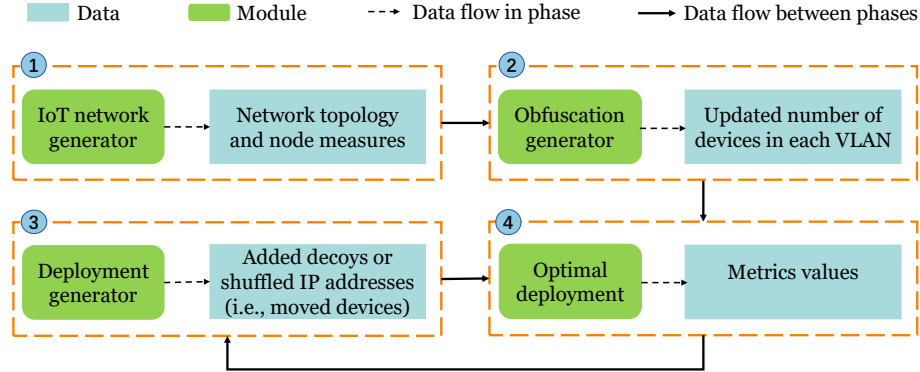 Data
Module
Data flow in phase
Data flow between phases
1
IoT network
generator
Network topology
and node measures
2
Obfuscation
generator
Updated number of
devices in each VLAN
3
Deployment
generator
Added decoys or
shuffled IP addresses
(i.e., moved devices)
4
Optimal
deployment
Metrics values